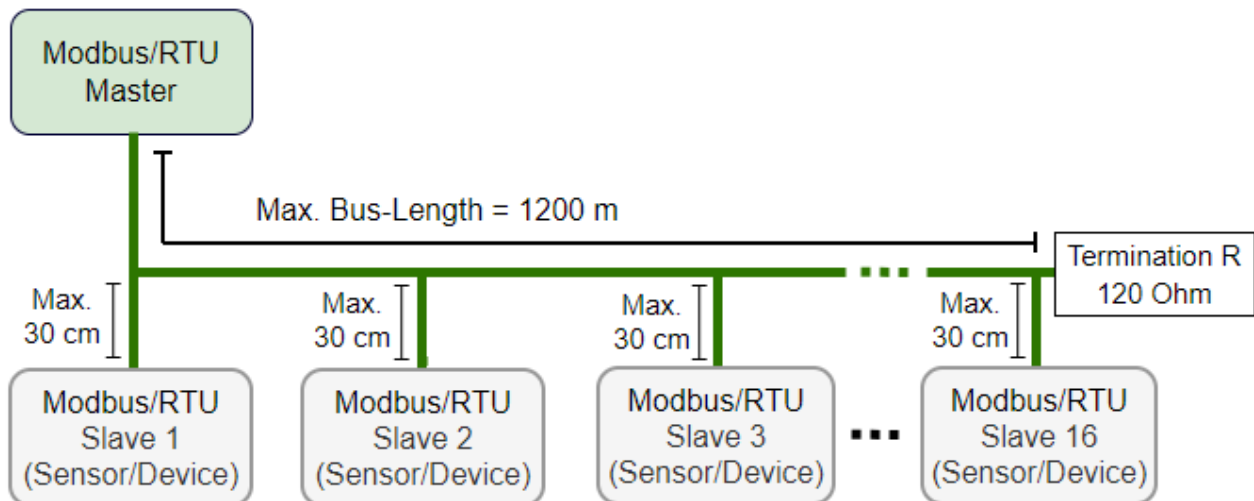 Modbus/RTU
Master
Max. Bus-Length = 1200 m
Termination R
120 Ohm
Max.
30 cm
Max.
30 cm
Max.
30 cm
Max.
30 cm
Modbus/RTU
Slave 1
(Sensor/Device)
Modbus/RTU
Slave 2
(Sensor/Device)
Modbus/RTU
Slave 3
(Sensor/Device)
Modbus/RTU
Slave 16
(Sensor/Device)